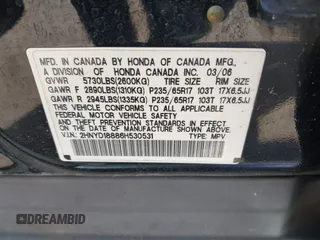 MFD. IN CANADA BY HONDA OF CANADA MFG.,
A DIVISION OF HONDA CANADA INC. 03/06
GVWR 5730LBS(2600KG) TIRE SIZE RIM SIZE
GAWR F 2890LBS(1310KG) P235/65R17 103T 17X6.5JJ
GAWR R 2945LBS(1335KG) P235/65R17 103T 17X6.5JJ
THIS VEHICLE CONFORMS TO ALL APPLICABLE
FEDERAL MOTOR VEHICLE SAFETY
AND THEFT PREVENTION STANDARDS IN EFFECT ON
THE DATE OF MANUFACTURE SHOWN ABOVE.
V.I.N.: 2HNYD18886H530531 TYPE: MPV
© DEALRBIDIQ